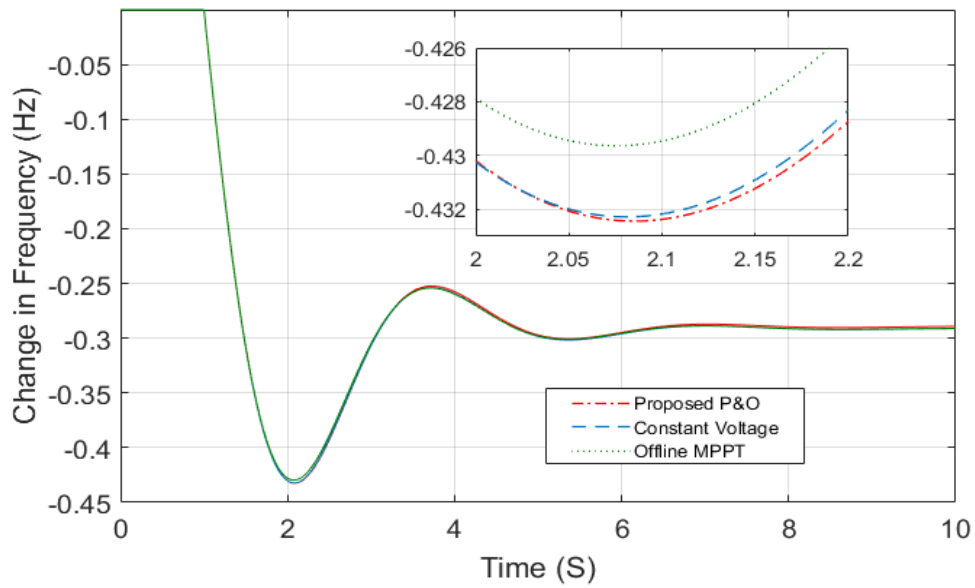 -0.05
-0.1
-0.15
-0.2
-0.25
-0.3
-0.35
-0.4
-0.45
Change in Frequency (Hz)
-0.426
-0.428
-0.43
-0.432
2 2.05 2.1 2.15 2.2
Proposed P&O
Constant Voltage
Offline MPPT
0 2 4 6 8 10
Time (S)